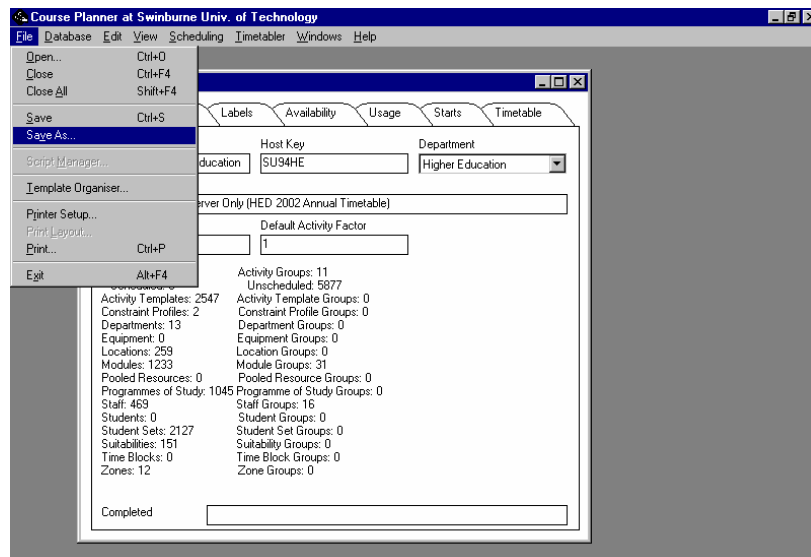 Course Planner at Swinburne Univ. of Technology
File Database Edit View Scheduling Timetabler Windows Help
Open... Ctrl+O
Close Ctrl+F4
Close All Shift+F4
Save Ctrl+S
Save As...
Script Manager...
Template Organiser...
Printer Setup...
Print Layout...
Print... Ctrl+P
Exit Alt+F4
Labels Availability Usage Starts Timetable
Host Key Department
ducation SU94HE Higher Education
erver Only (HED 2002 Annual Timetable)
Default Activity Factor
1
Activity Groups: 11
Unscheduled: 5877
Activity Templates: 2547 Activity Template Groups: 0
Constraint Profiles: 2 Constraint Profile Groups: 0
Departments: 13 Department Groups: 0
Equipment: 0 Equipment Groups: 0
Locations: 259 Location Groups: 0
Modules: 1233 Module Groups: 31
Pooled Resources: 0 Pooled Resource Groups: 0
Programmes of Study: 1045 Programme of Study Groups: 0
Staff: 469 Staff Groups: 16
Students: 0 Student Groups: 0
Student Sets: 2127 Student Set Groups: 0
Suitabilities: 151 Suitability Groups: 0
Time Blocks: 0 Time Block Groups: 0
Zones: 12 Zone Groups: 0
Completed